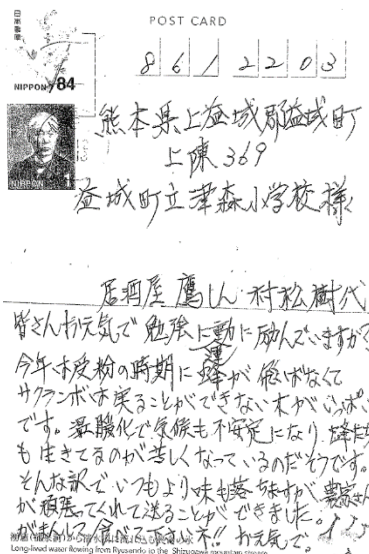 POST CARD
日本郵便
NIPPON 84
NIPPON 1
861 2203
熊本県上益城郡益城町
上陳369
益城町立津森小学校様
居酒屋 鷹しん 村松樹代
皆さんお元気で勉強に運動に励んでいますか?
今年は受粉の時期に蜂が飛ばなくて
サクランボは実ることができない木がいっぱい
です。温暖化で気候も不安定になり、蜂たち
も生きてるのが苦しくなっているのだそうです。
そんな訳でいつもより味も落ちますが、農家さん
が頑張ってくれて送ることができました。
がまんして食べて下さい。お元気で。
Long-lived water flowing from Ryusendo in the Shizugawa mountain stream